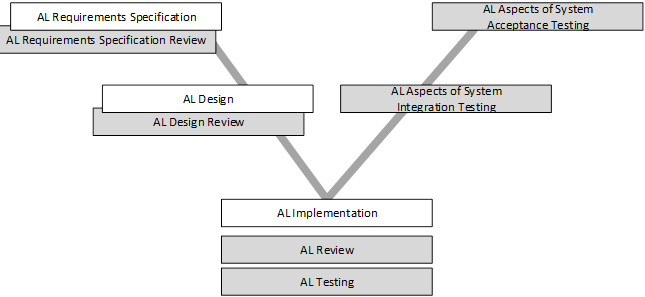 AL Requirements Specification
AL Requirements Specification Review
AL Aspects of System
Acceptance Testing
AL Design
AL Design Review
AL Aspects of System
Integration Testing
AL Implementation
AL Review
AL Testing